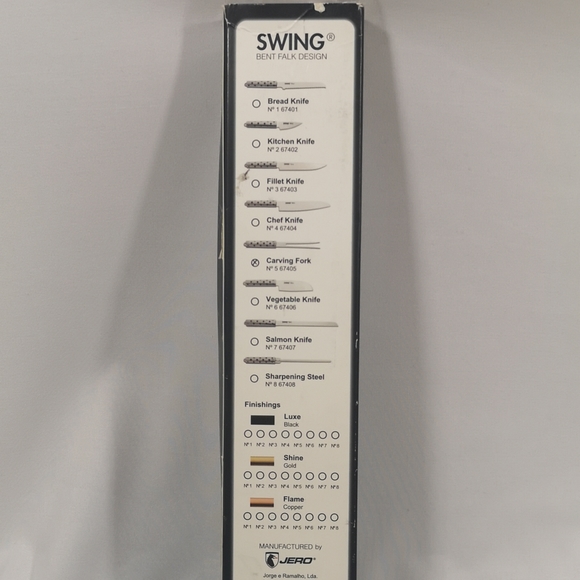 SWING®
BENT FALK DESIGN
Bread Knife
Nº 1 67401
Kitchen Knife
Nº 2 67402
Fillet Knife
Nº 3 67403
Chef Knife
Nº 4 67404
Carving Fork
Nº 5 67405
Vegetable Knife
Nº 6 67406
Salmon Knife
Nº 7 67407
Sharpening Steel
Nº 8 67408
Finishings
Luxe
Black
Nº1 Nº2 Nº3 Nº4 Nº5 Nº6 Nº7 Nº8
Shine
Gold
Nº1 Nº2 Nº3 Nº4 Nº5 Nº6 Nº7 Nº8
Flame
Copper
Nº1 Nº2 Nº3 Nº4 Nº5 Nº6 Nº7 Nº8
MANUFACTURED by
JERO
Jorge e Ramalho, Lda.